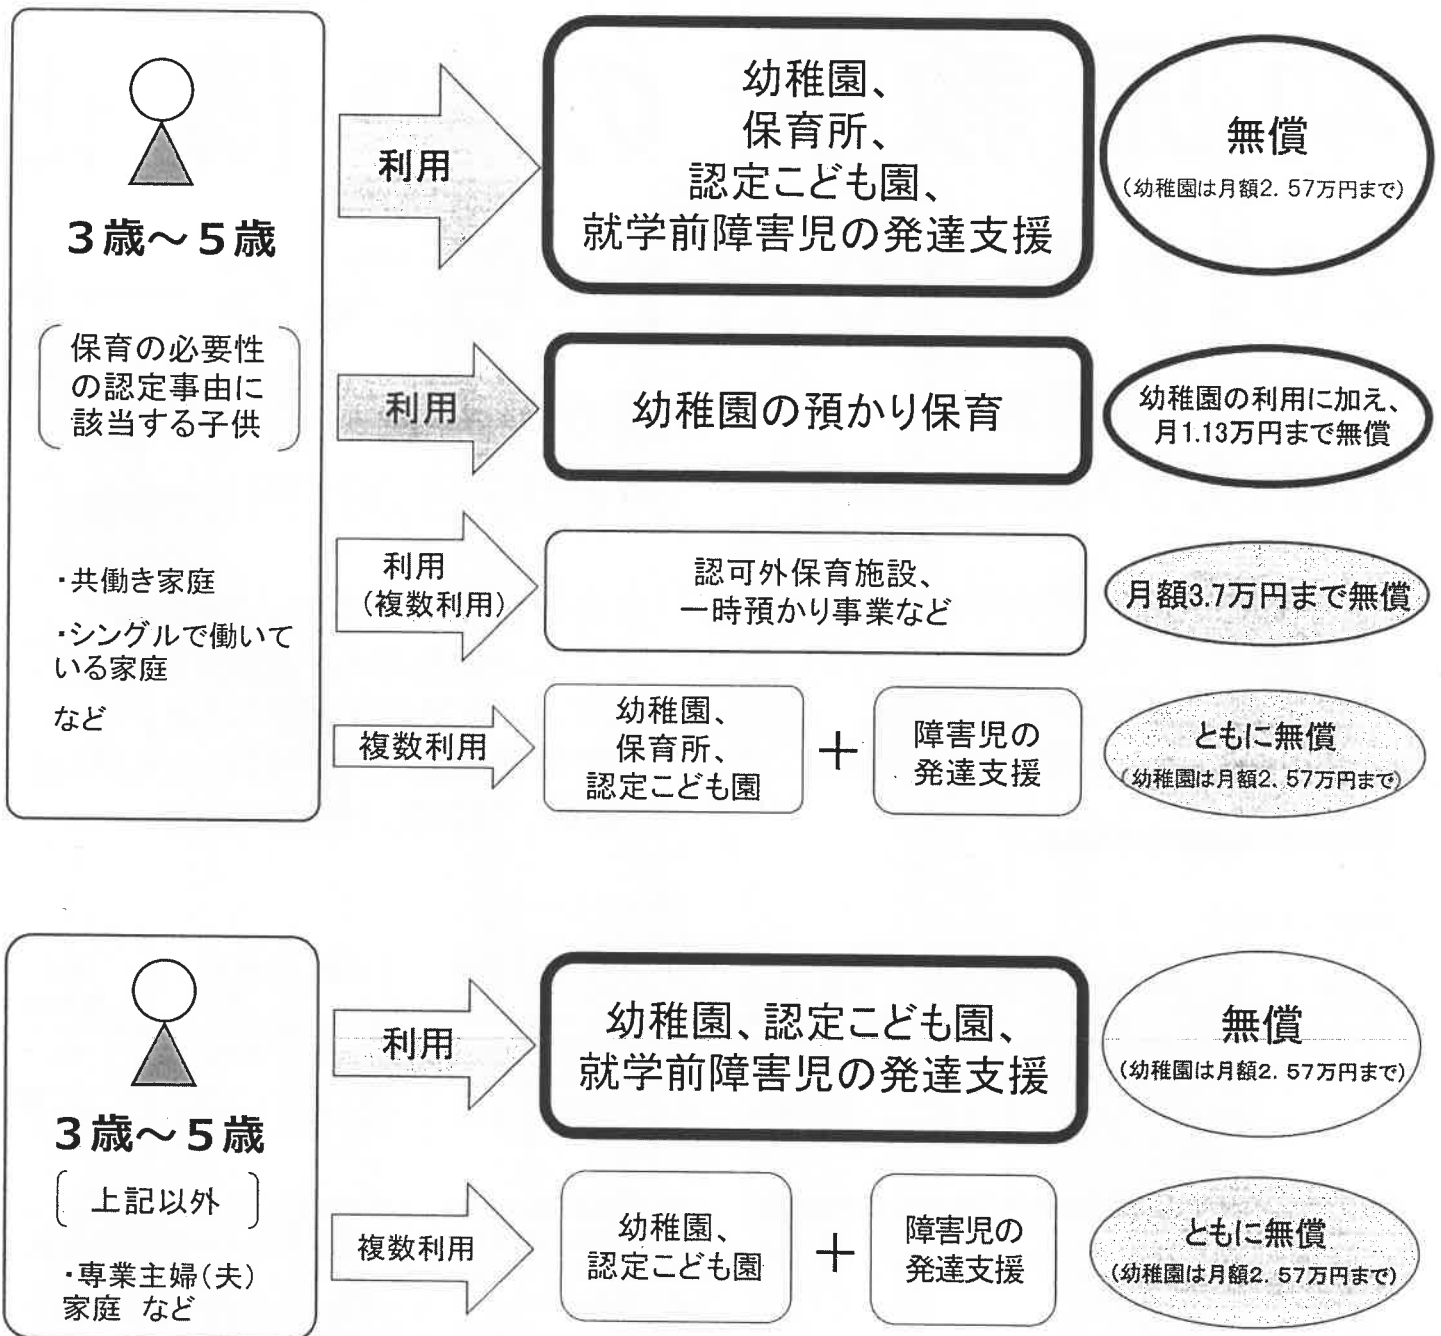 3歳～5歳
保育の必要性
の認定事由に
該当する子供
・共働き家庭
・シングルで働いて
いる家庭
など
利用
幼稚園、
保育所、
認定こども園、
就学前障害児の発達支援
無償
(幼稚園は月額2.57万円まで)
利用
幼稚園の預かり保育
幼稚園の利用に加え、
月1.13万円まで無償
利用
(複数利用)
認可外保育施設、
一時預かり事業など
月額3.7万円まで無償
複数利用
幼稚園、
保育所、
認定こども園
＋
障害児の
発達支援
ともに無償
(幼稚園は月額2.57万円まで)
3歳～5歳
上記以外
・専業主婦(夫)
家庭 など
利用
幼稚園、認定こども園、
就学前障害児の発達支援
無償
(幼稚園は月額2.57万円まで)
複数利用
幼稚園、
認定こども園
＋
障害児の
発達支援
ともに無償
(幼稚園は月額2.57万円まで)